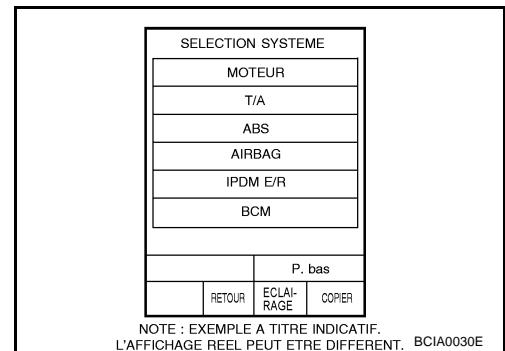 SELECTION SYSTEME
MOTEUR
T/A
ABS
AIRBAG
IPDM E/R
BCM
P. bas
RETOUR
ECLAI-
RAGE
COPIER
NOTE : EXEMPLE A TITRE INDICATIF.
L'AFFICHAGE REEL PEUT ETRE DIFFERENT.
BCIA0030E